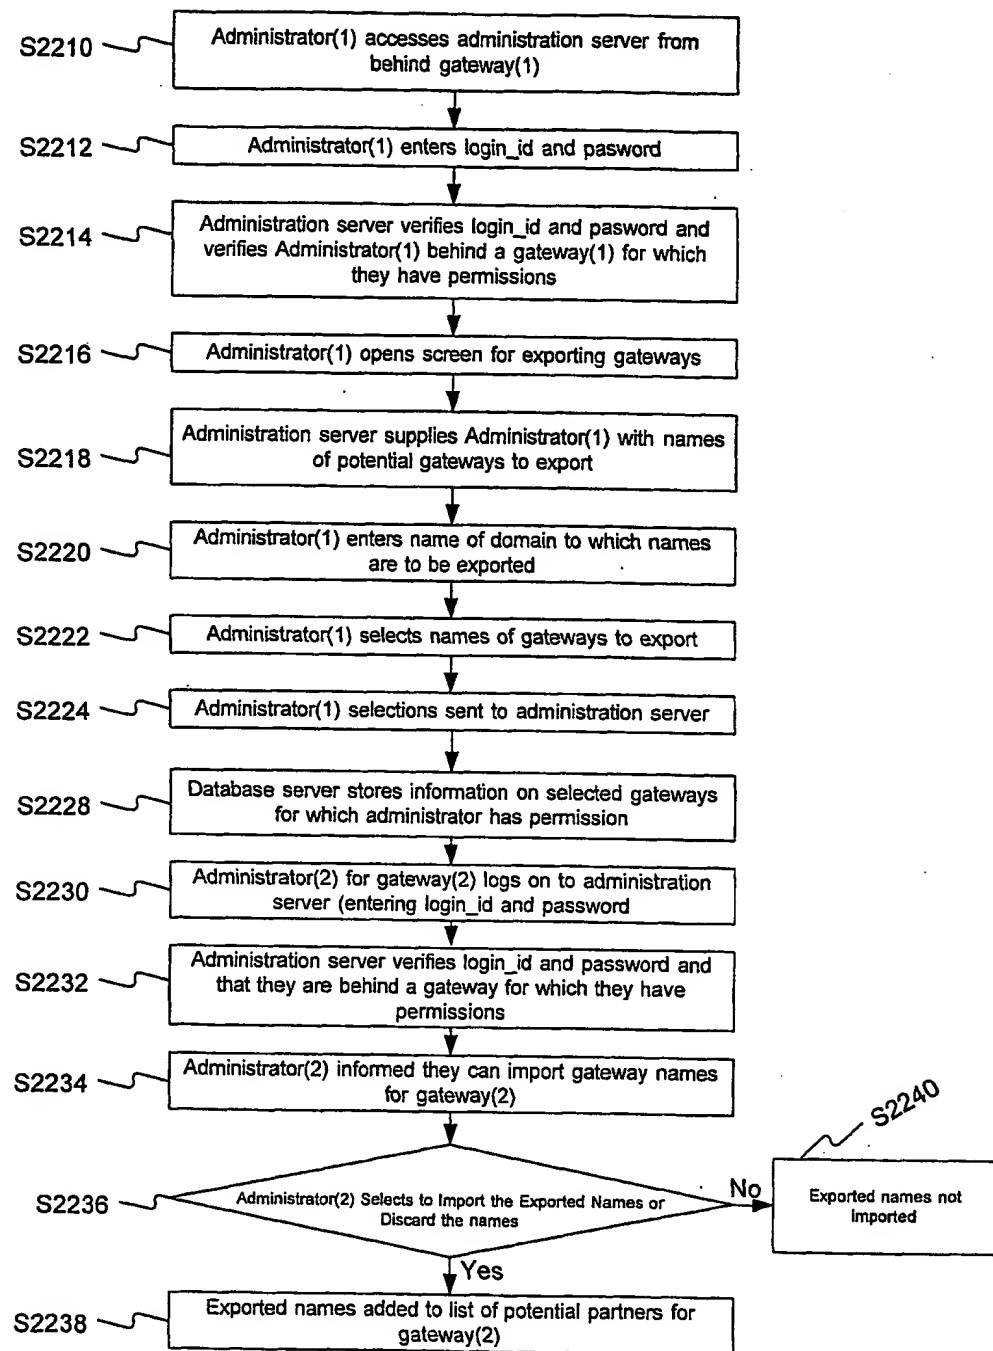 S2210
Administrator(1) accesses administration server from
behind gateway(1)
S2212
Administrator(1) enters login_id and pasword
S2214
Administration server verifies login_id and pasword and
verifies Administrator(1) behind a gateway(1) for which
they have permissions
S2216
Administrator(1) opens screen for exporting gateways
S2218
Administration server supplies Administrator(1) with names
of potential gateways to export
S2220
Administrator(1) enters name of domain to which names
are to be exported
S2222
Administrator(1) selects names of gateways to export
S2224
Administrator(1) selections sent to administration server
S2228
Database server stores information on selected gateways
for which administrator has permission
S2230
Administrator(2) for gateway(2) logs on to administration
server (entering login_id and password
S2232
Administration server verifies login_id and password and
that they are behind a gateway for which they have
permissions
S2234
Administrator(2) informed they can import gateway names
for gateway(2)
S2236
Administrator(2) Selects to Import the Exported Names or
Discard the names
No
S2240
Exported names not
Imported
Yes
S2238
Exported names added to list of potential partners for
gateway(2)